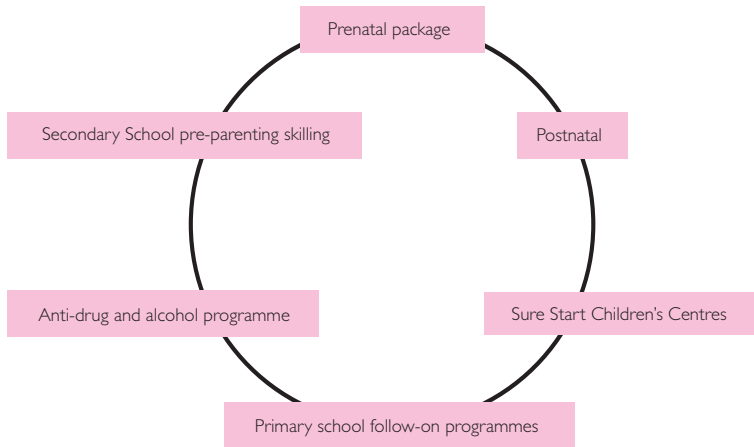 Prenatal package
Postnatal
Sure Start Children’s Centres
Primary school follow-on programmes
Anti-drug and alcohol programme
Secondary School pre-parenting skilling